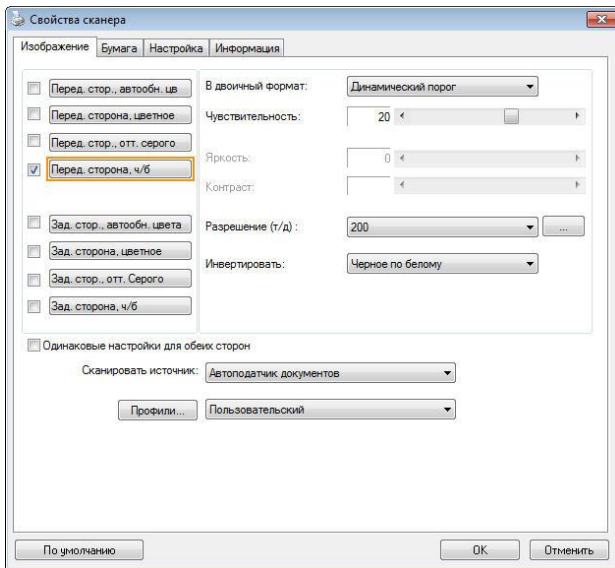 Свойства сканера
Изображение Бумага Настройка Информация
Перед. стор., автообн. цв
Перед. сторона, цветное
Перед. стор., отт. серого
Перед. сторона, ч/б
Зад. стор., автообн. цвета
Зад. сторона, цветное
Зад. стор., отт. Серого
Зад. сторона, ч/б
В двоичный формат: Динамический порог
Чувствительность: 20
Яркость: 0
Контраст:
Разрешение (т/д) : 200 ...
Инвертировать: Черное по белому
Одинаковые настройки для обеих сторон
Сканировать источник: Автоподатчик документов
Профили... Пользовательский
По умолчанию OK Отменить